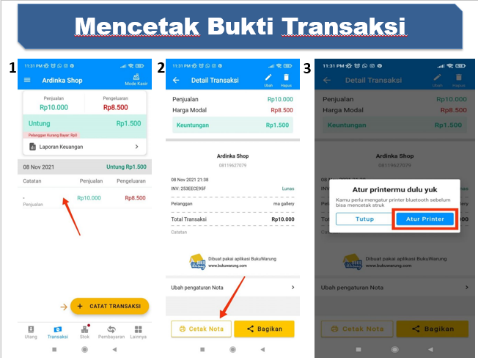 Mencetak Bukti Transaksi
1
11:31 PM
Ardinka Shop
Mode Kasir
Penjualan
Pengeluaran
Rp10.000
Rp8.500
Untung
Rp1.500
Laporan Keuangan
08 Nov 2021
Untung Rp1.500
Catatan
Penjualan
Pengeluaran
-
Penjualan
Rp10.000
Rp8.500
+ CATAT TRANSAKSI
Utang
Transaksi
Stok
Pembayaran
Lainnya
2
11:31 PM
Detail Transaksi
Ubah
Hapus
Penjualan
Rp10.000
Harga Modal
Rp8.500
Keuntungan
Rp1.500
Ardinka Shop
08 Nov 2021 21:38
Lunas
Pelanggan
Total Transaksi
Rp10.000
Catatan
Dibuat pakai aplikasi BukuWarung
www.bukuwarung.com
Ubah pengaturan Nota
Cetak Nota
Bagikan
3
11:31 PM
Detail Transaksi
Ubah
Hapus
Penjualan
Rp10.000
Harga Modal
Rp8.500
Keuntungan
Rp1.500
Ardinka Shop
Atur printermu dulu yuk
Kamu perlu mengatur printer bluetooth sebelum
bisa mencetak struk
Tutup
Atur Printer
Dibuat pakai aplikasi BukuWarung
www.bukuwarung.com
Ubah pengaturan Nota
Cetak Nota
Bagikan